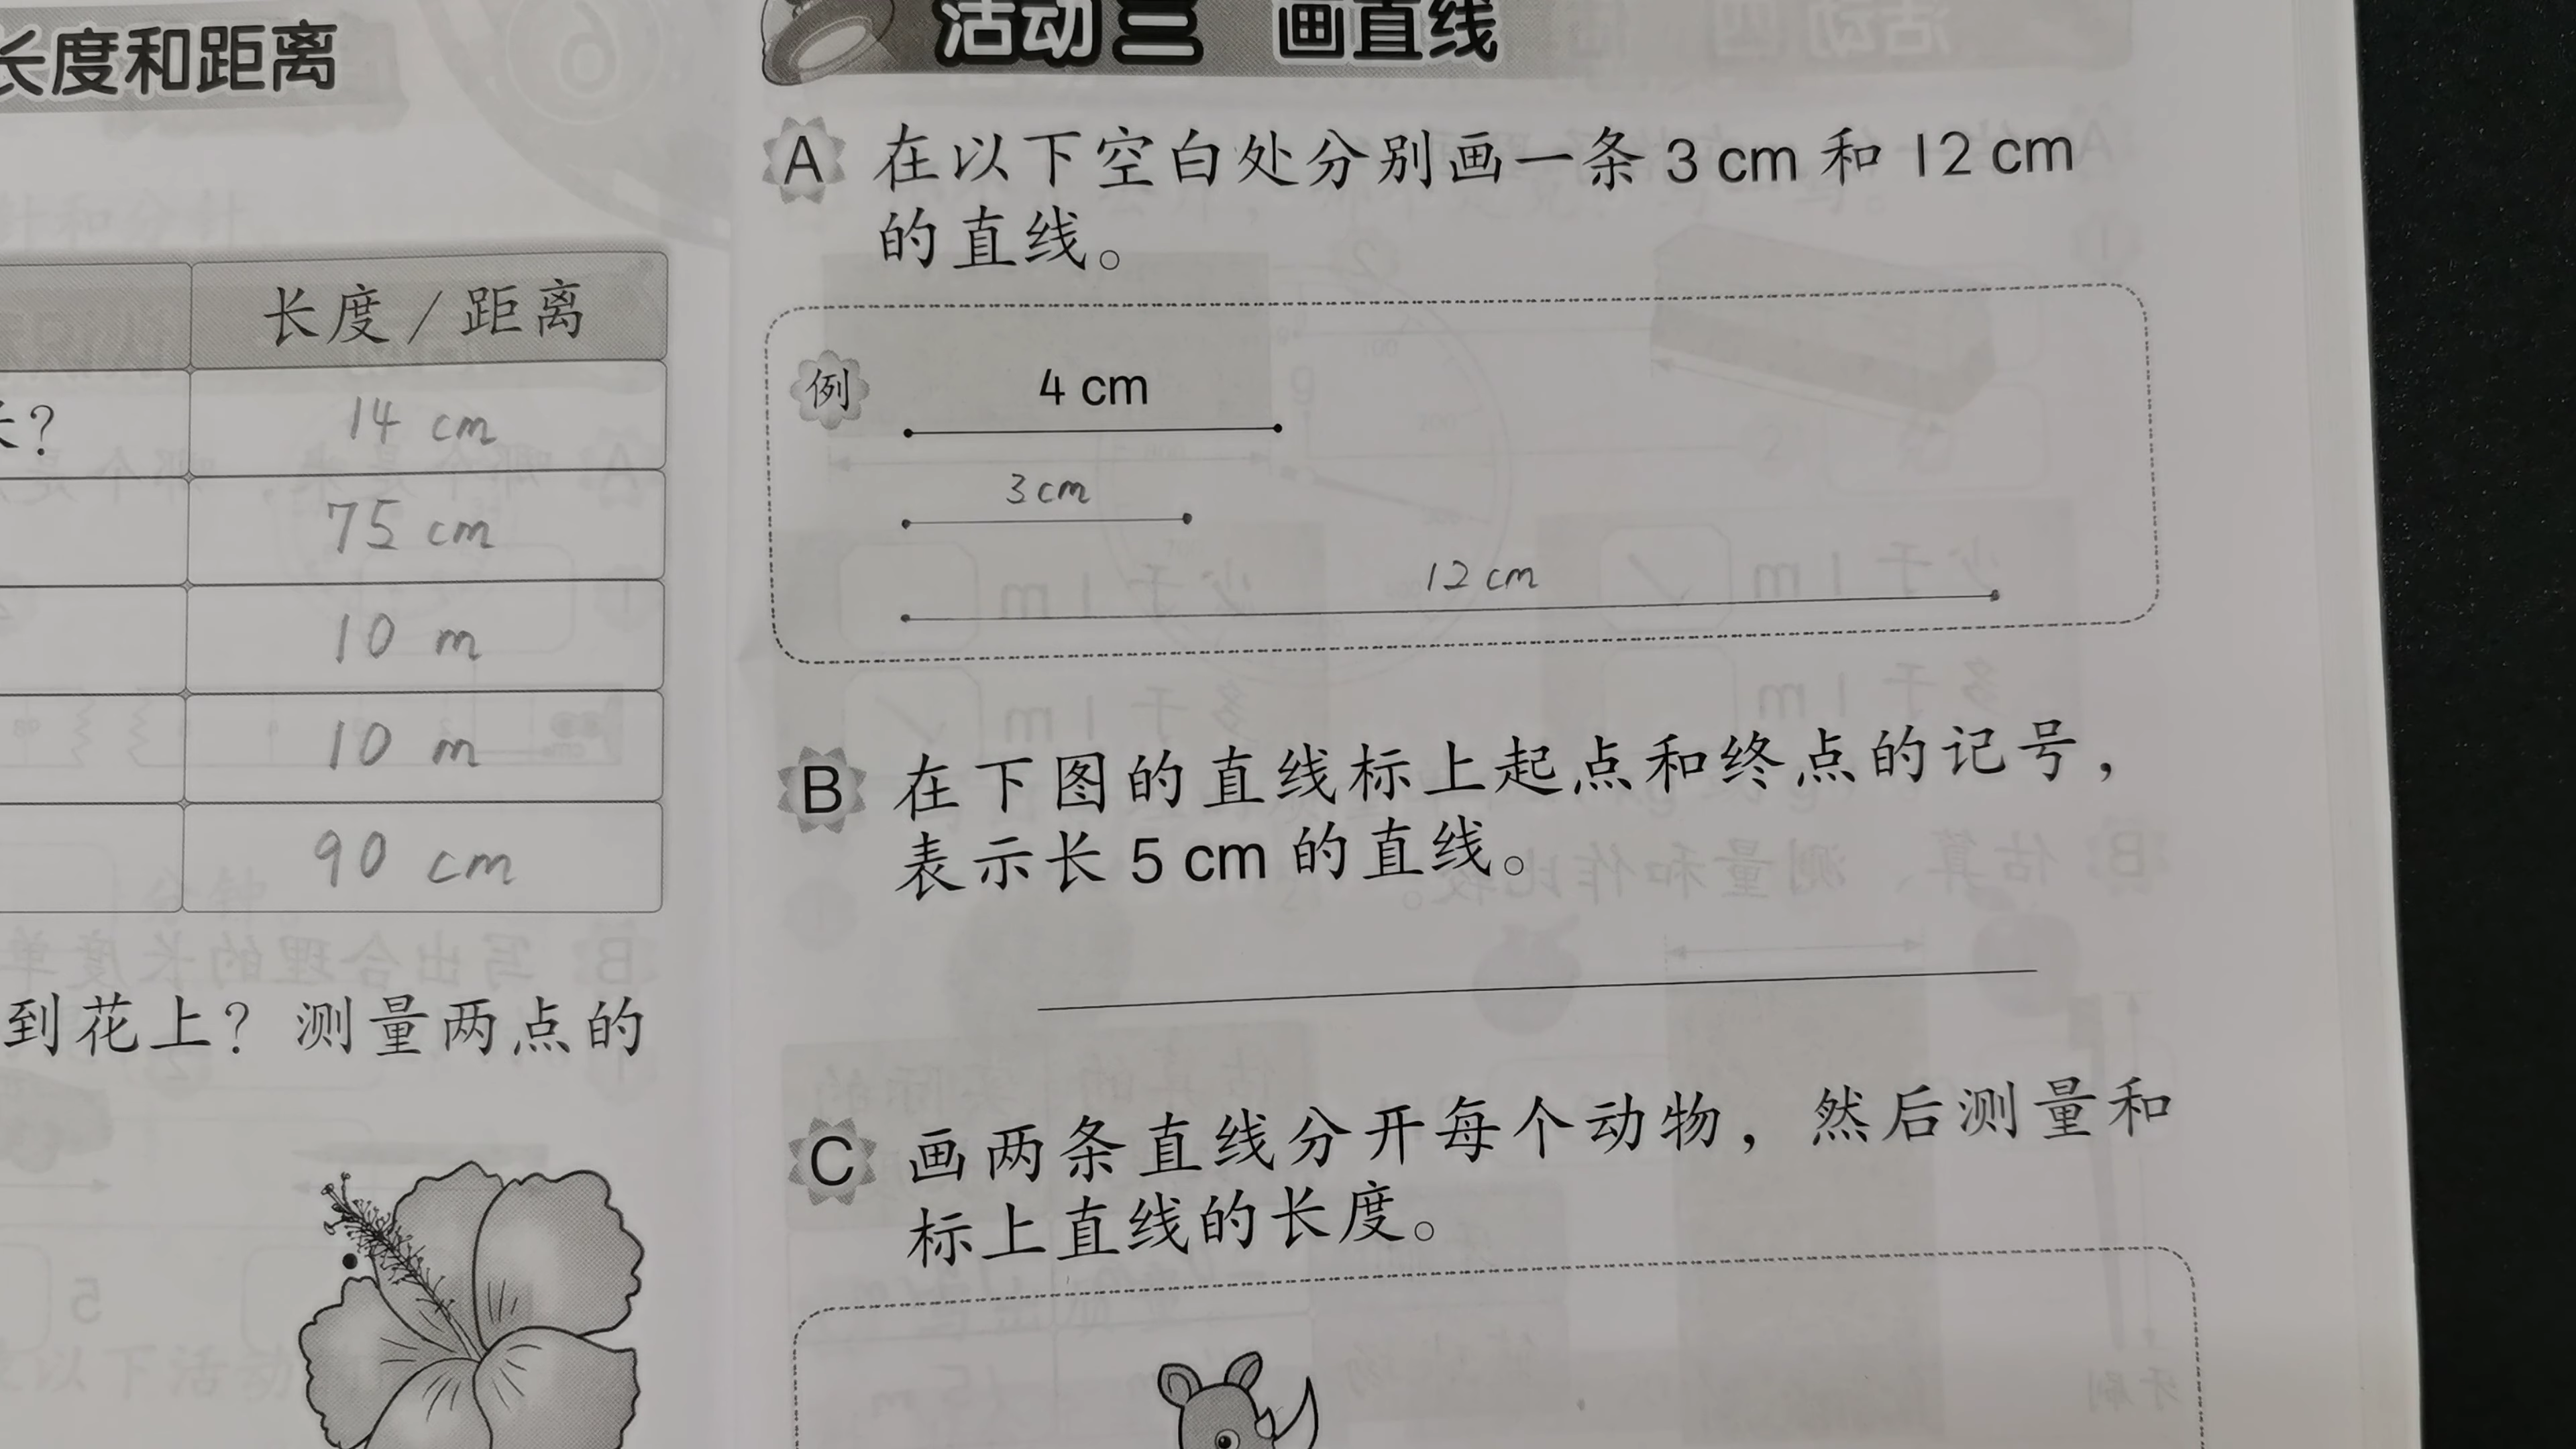 长度和距离
长度 / 距离
长?
14 cm
75 cm
10 m
10 m
90 cm
到花上? 测量两点的
活动三 画直线
A 在以下空白处分别画一条 3 cm 和 12 cm
的直线。
例 4 cm
3 cm
12 cm
B 在下图的直线标上起点和终点的记号，
表示长 5 cm 的直线。
C 画两条直线分开每个动物，然后测量和
标上直线的长度。